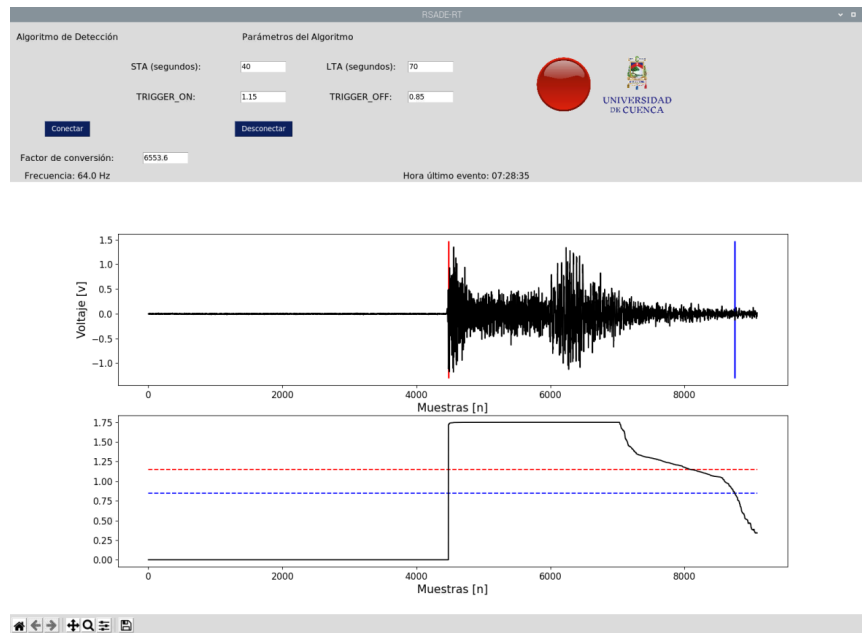 RSADE-RT
Algoritmo de Detección
Parámetros del Algoritmo
STA (segundos): 40 LTA (segundos): 70
TRIGGER_ON: 1.15 TRIGGER_OFF: 0.85
UNIVERSIDAD
DE CUENCA
Conectar Desconectar
Factor de conversión: 6553.6
Frecuencia: 64.0 Hz Hora último evento: 07:28:35
Voltaje [v]
1.5
1.0
0.5
0.0
−0.5
−1.0
0 2000 4000 6000 8000
Muestras [n]
1.75
1.50
1.25
1.00
0.75
0.50
0.25
0.00
0 2000 4000 6000 8000
Muestras [n]